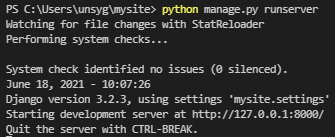 PS C:\Users\unsyg\mysite> python manage.py runserver
Watching for file changes with StatReloader
Performing system checks...
System check identified no issues (0 silenced).
June 18, 2021 - 10:07:26
Django version 3.2.3, using settings 'mysite.settings'
Starting development server at http://127.0.0.1:8000/
Quit the server with CTRL-BREAK.